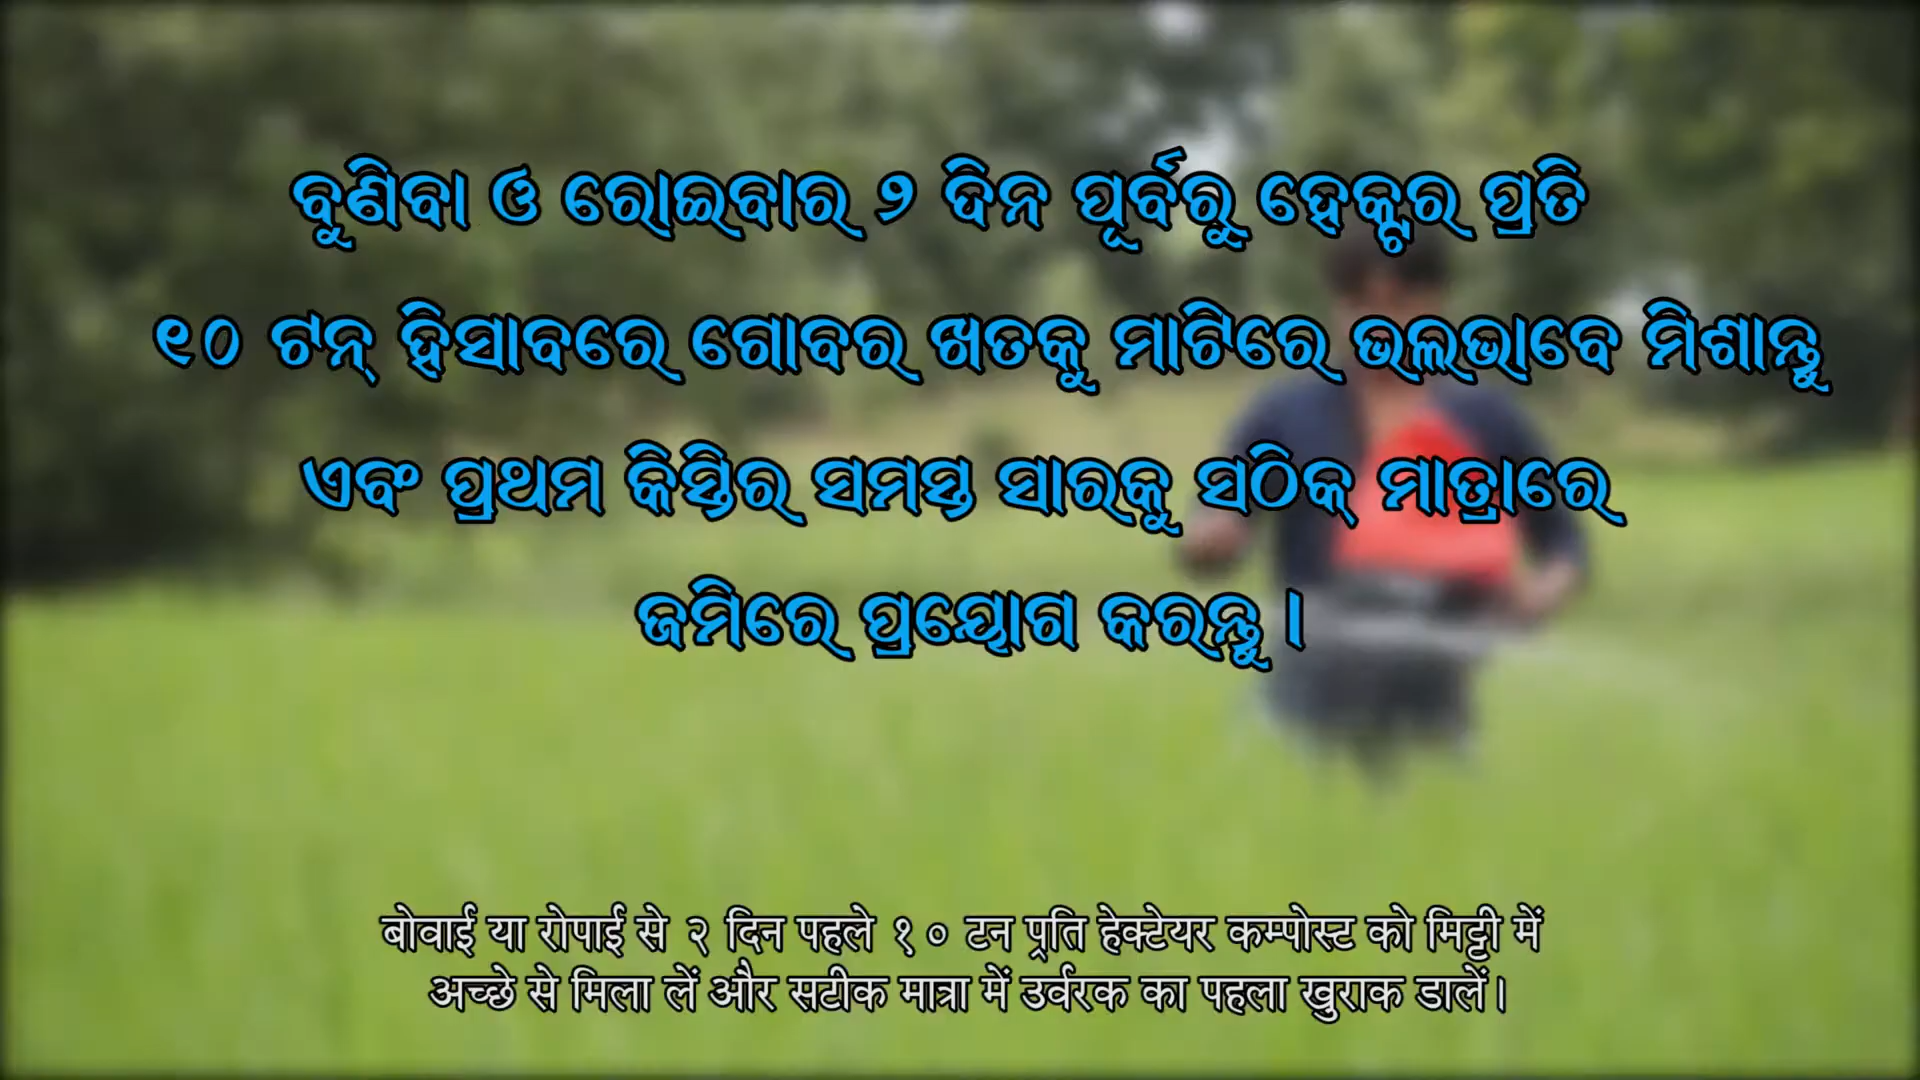 ବୁଣିବା ଓ ରୋଇବାର ୨ ଦିନ ପୂର୍ବରୁ ହେକ୍ଟର ପ୍ରତି
୧୦ ଟନ୍ ହିସାବରେ ଗୋବର ଖତକୁ ମାଟିରେ ଭଲଭାବେ ମିଶାନ୍ତୁ
ଏବଂ ପ୍ରଥମ କିସ୍ତିର ସମସ୍ତ ସାରକୁ ସଠିକ୍ ମାତ୍ରାରେ
ଜମିରେ ପ୍ରୟୋଗ କରନ୍ତୁ ।
बोवाई या रोपाई से २ दिन पहले १० टन प्रति हेक्टेयर कम्पोस्ट को मिट्टी में
अच्छे से मिला लें और सटीक मात्रा में उर्वरक का पहला खुराक डालें।